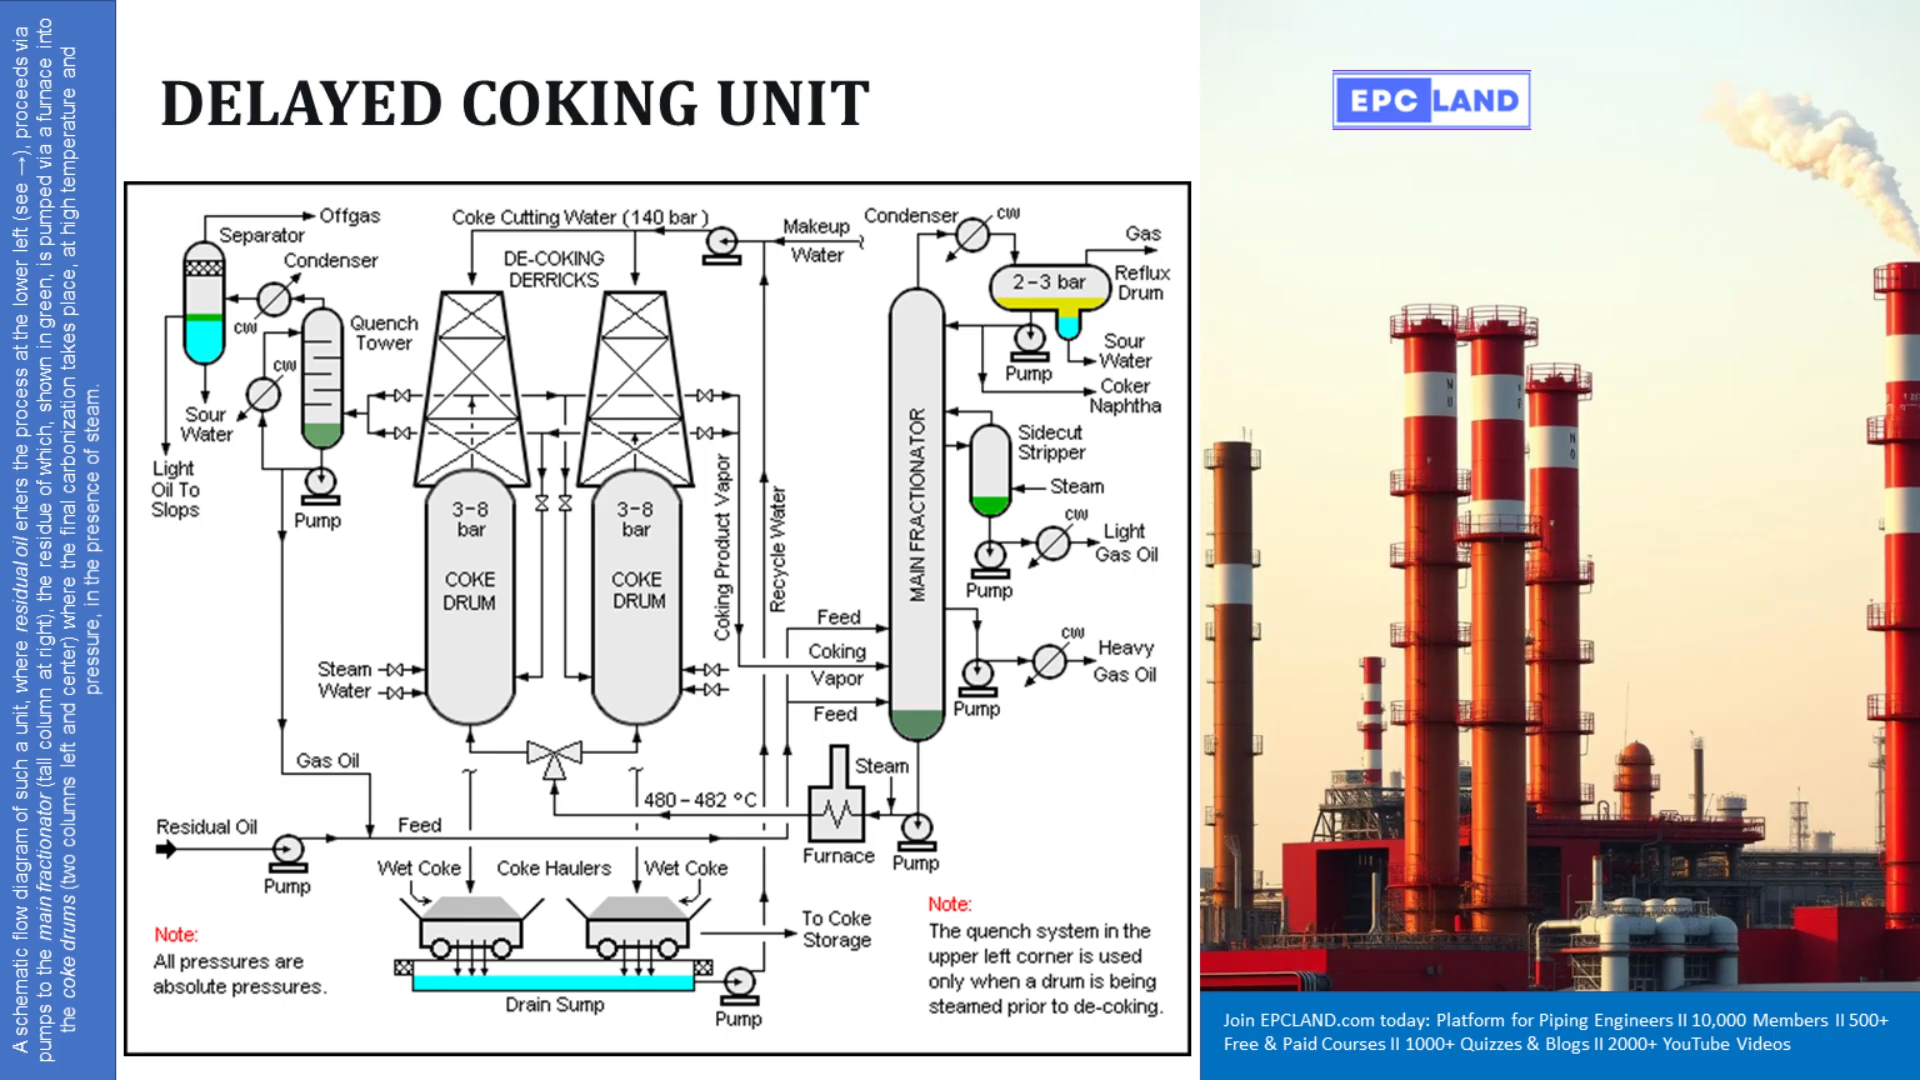 A schematic flow diagram of such a unit, where residual oil enters the process at the lower left (see →), proceeds via
pumps to the main fractionator (tall column at right), the residue of which, shown in green, is pumped via a furnace into
the coke drums (two columns left and center) where the final carbonization takes place, at high temperature and
pressure, in the presence of steam.
DELAYED COKING UNIT
EPC LAND
Offgas
Separator
Condenser
CW
Quench
Tower
CW
Sour
Water
Light
Oil To
Slops
Pump
Coke Cutting Water (140 bar)
DE-COKING
DERRICKS
Makeup
Water
Condenser
CW
Gas
2-3 bar
Reflux
Drum
Pump
Sour
Water
Coker
Naphtha
Sidecut
Stripper
Steam
CW
Light
Gas Oil
Pump
MAIN FRACTIONATOR
3-8
bar
COKE
DRUM
3-8
bar
COKE
DRUM
Coking Product Vapor
Recycle Water
Feed
Coking
Vapor
Feed
CW
Heavy
Gas Oil
Pump
Steam
Water
Gas Oil
Steam
480 - 482 °C
Residual Oil
Feed
Pump
Furnace
Pump
Wet Coke
Coke Haulers
Wet Coke
To Coke
Storage
Drain Sump
Pump
Note:
All pressures are
absolute pressures.
Note:
The quench system in the
upper left corner is used
only when a drum is being
steamed prior to de-coking.
Join EPCLAND.com today: Platform for Piping Engineers II 10,000 Members II 500+
Free & Paid Courses II 1000+ Quizzes & Blogs II 2000+ YouTube Videos